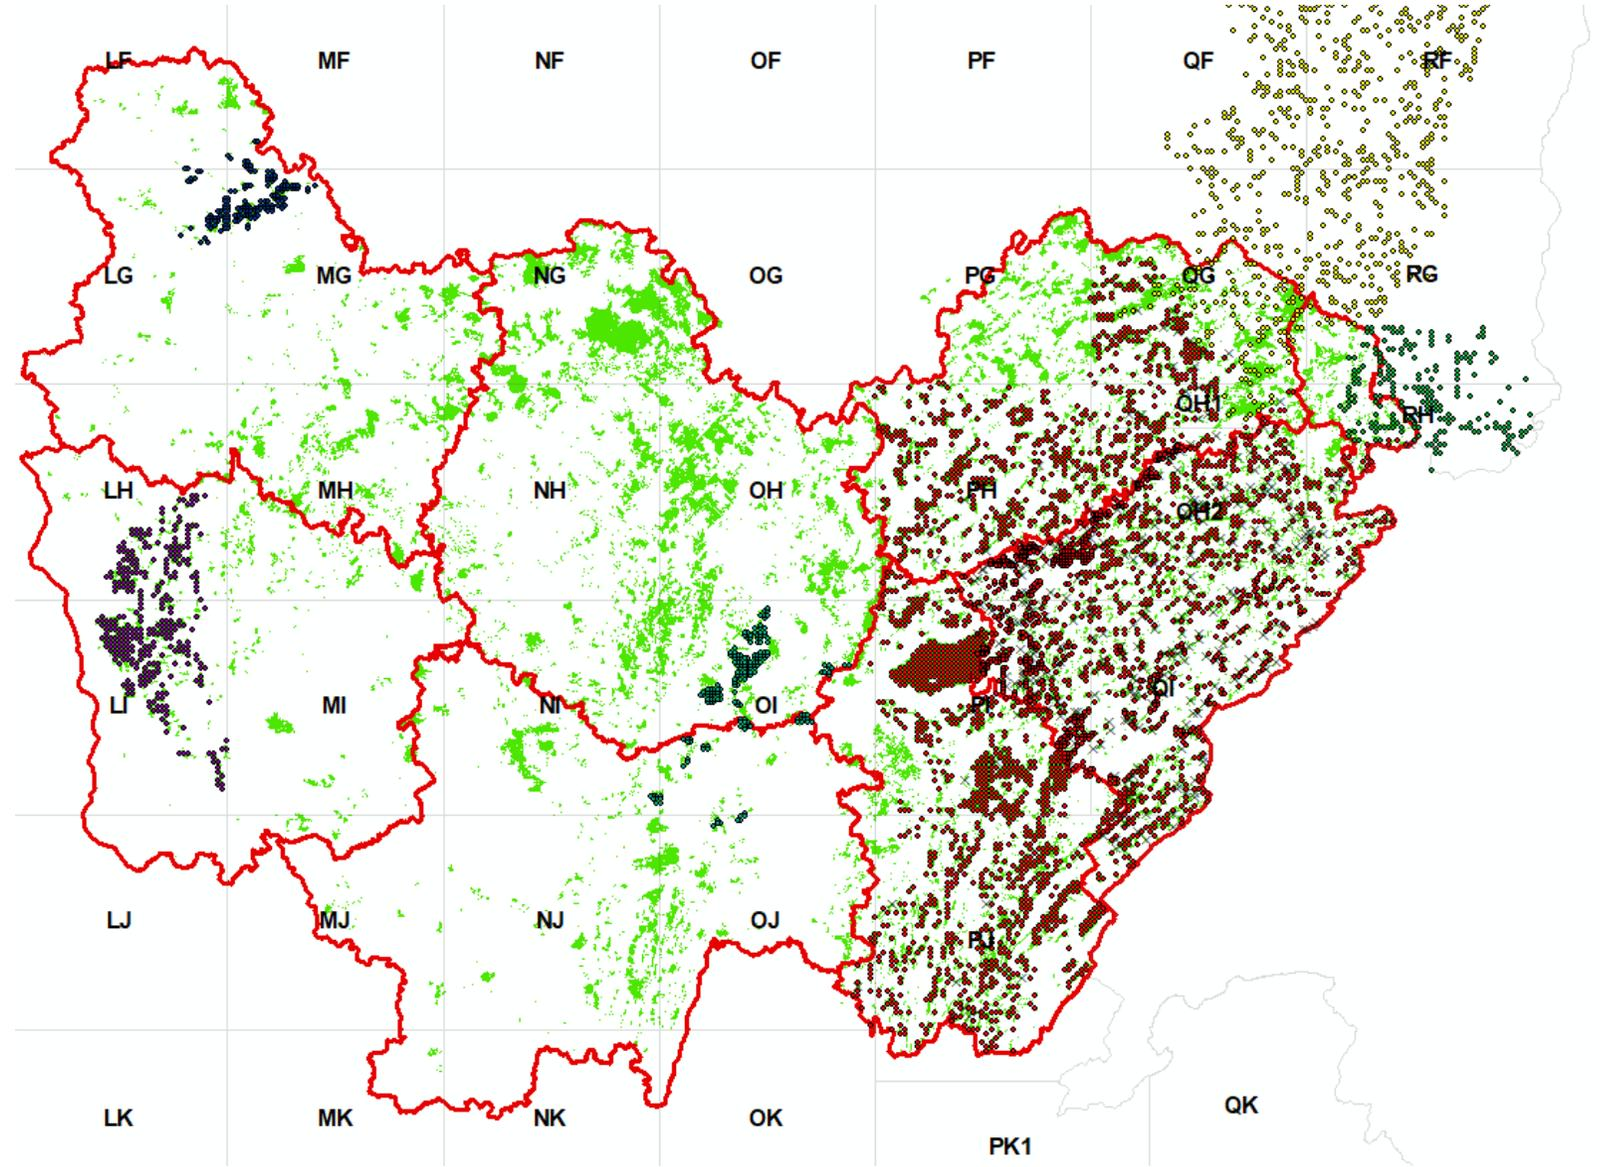 LF MF NF OF PF QF RF
LG MG NG OG PG QG RG
QH1 RH
LH MH NH OH PH QH2
LI MI NI OI PI QI
LJ MJ NJ OJ PJ
LK MK NK OK PK1 QK